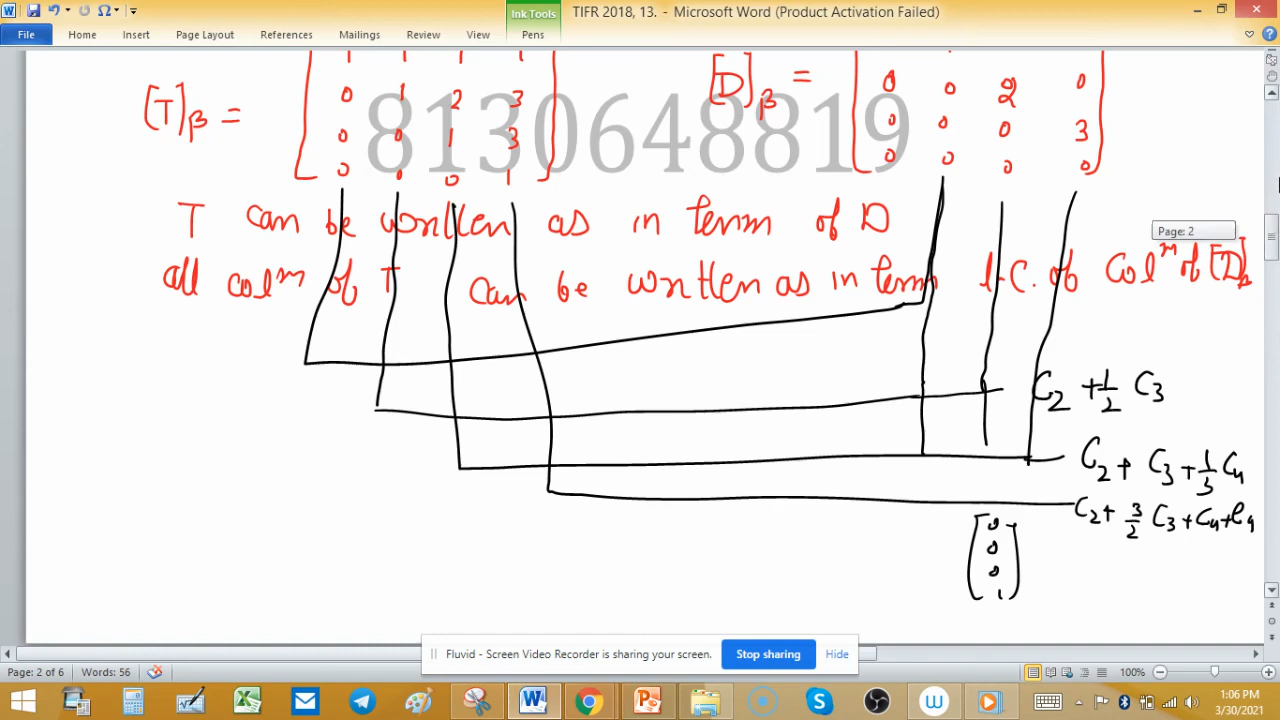 TIFR 2018, 13. - Microsoft Word (Product Activation Failed)
Ink Tools
File Home Insert Page Layout References Mailings Review View Pens
1 1 1 1
[T]β = 0 1 2 3
0 0 1 3
0 0 0 1
[D]β = 0 0 2 0
0 0 0 3
0 0 0 0
8130648819
T can be written as in term of D
Page: 2
all colm of T can be written as in term L.C. of Colm of [D]β
C2 + 1/2 C3
C2 + C3 + 1/3 C4
C2 + 3/2 C3 + C4 + e4
0
0
0
1
Fluvid - Screen Video Recorder is sharing your screen. Stop sharing Hide
Page: 2 of 6 Words: 56 100%
1:06 PM
3/30/2021